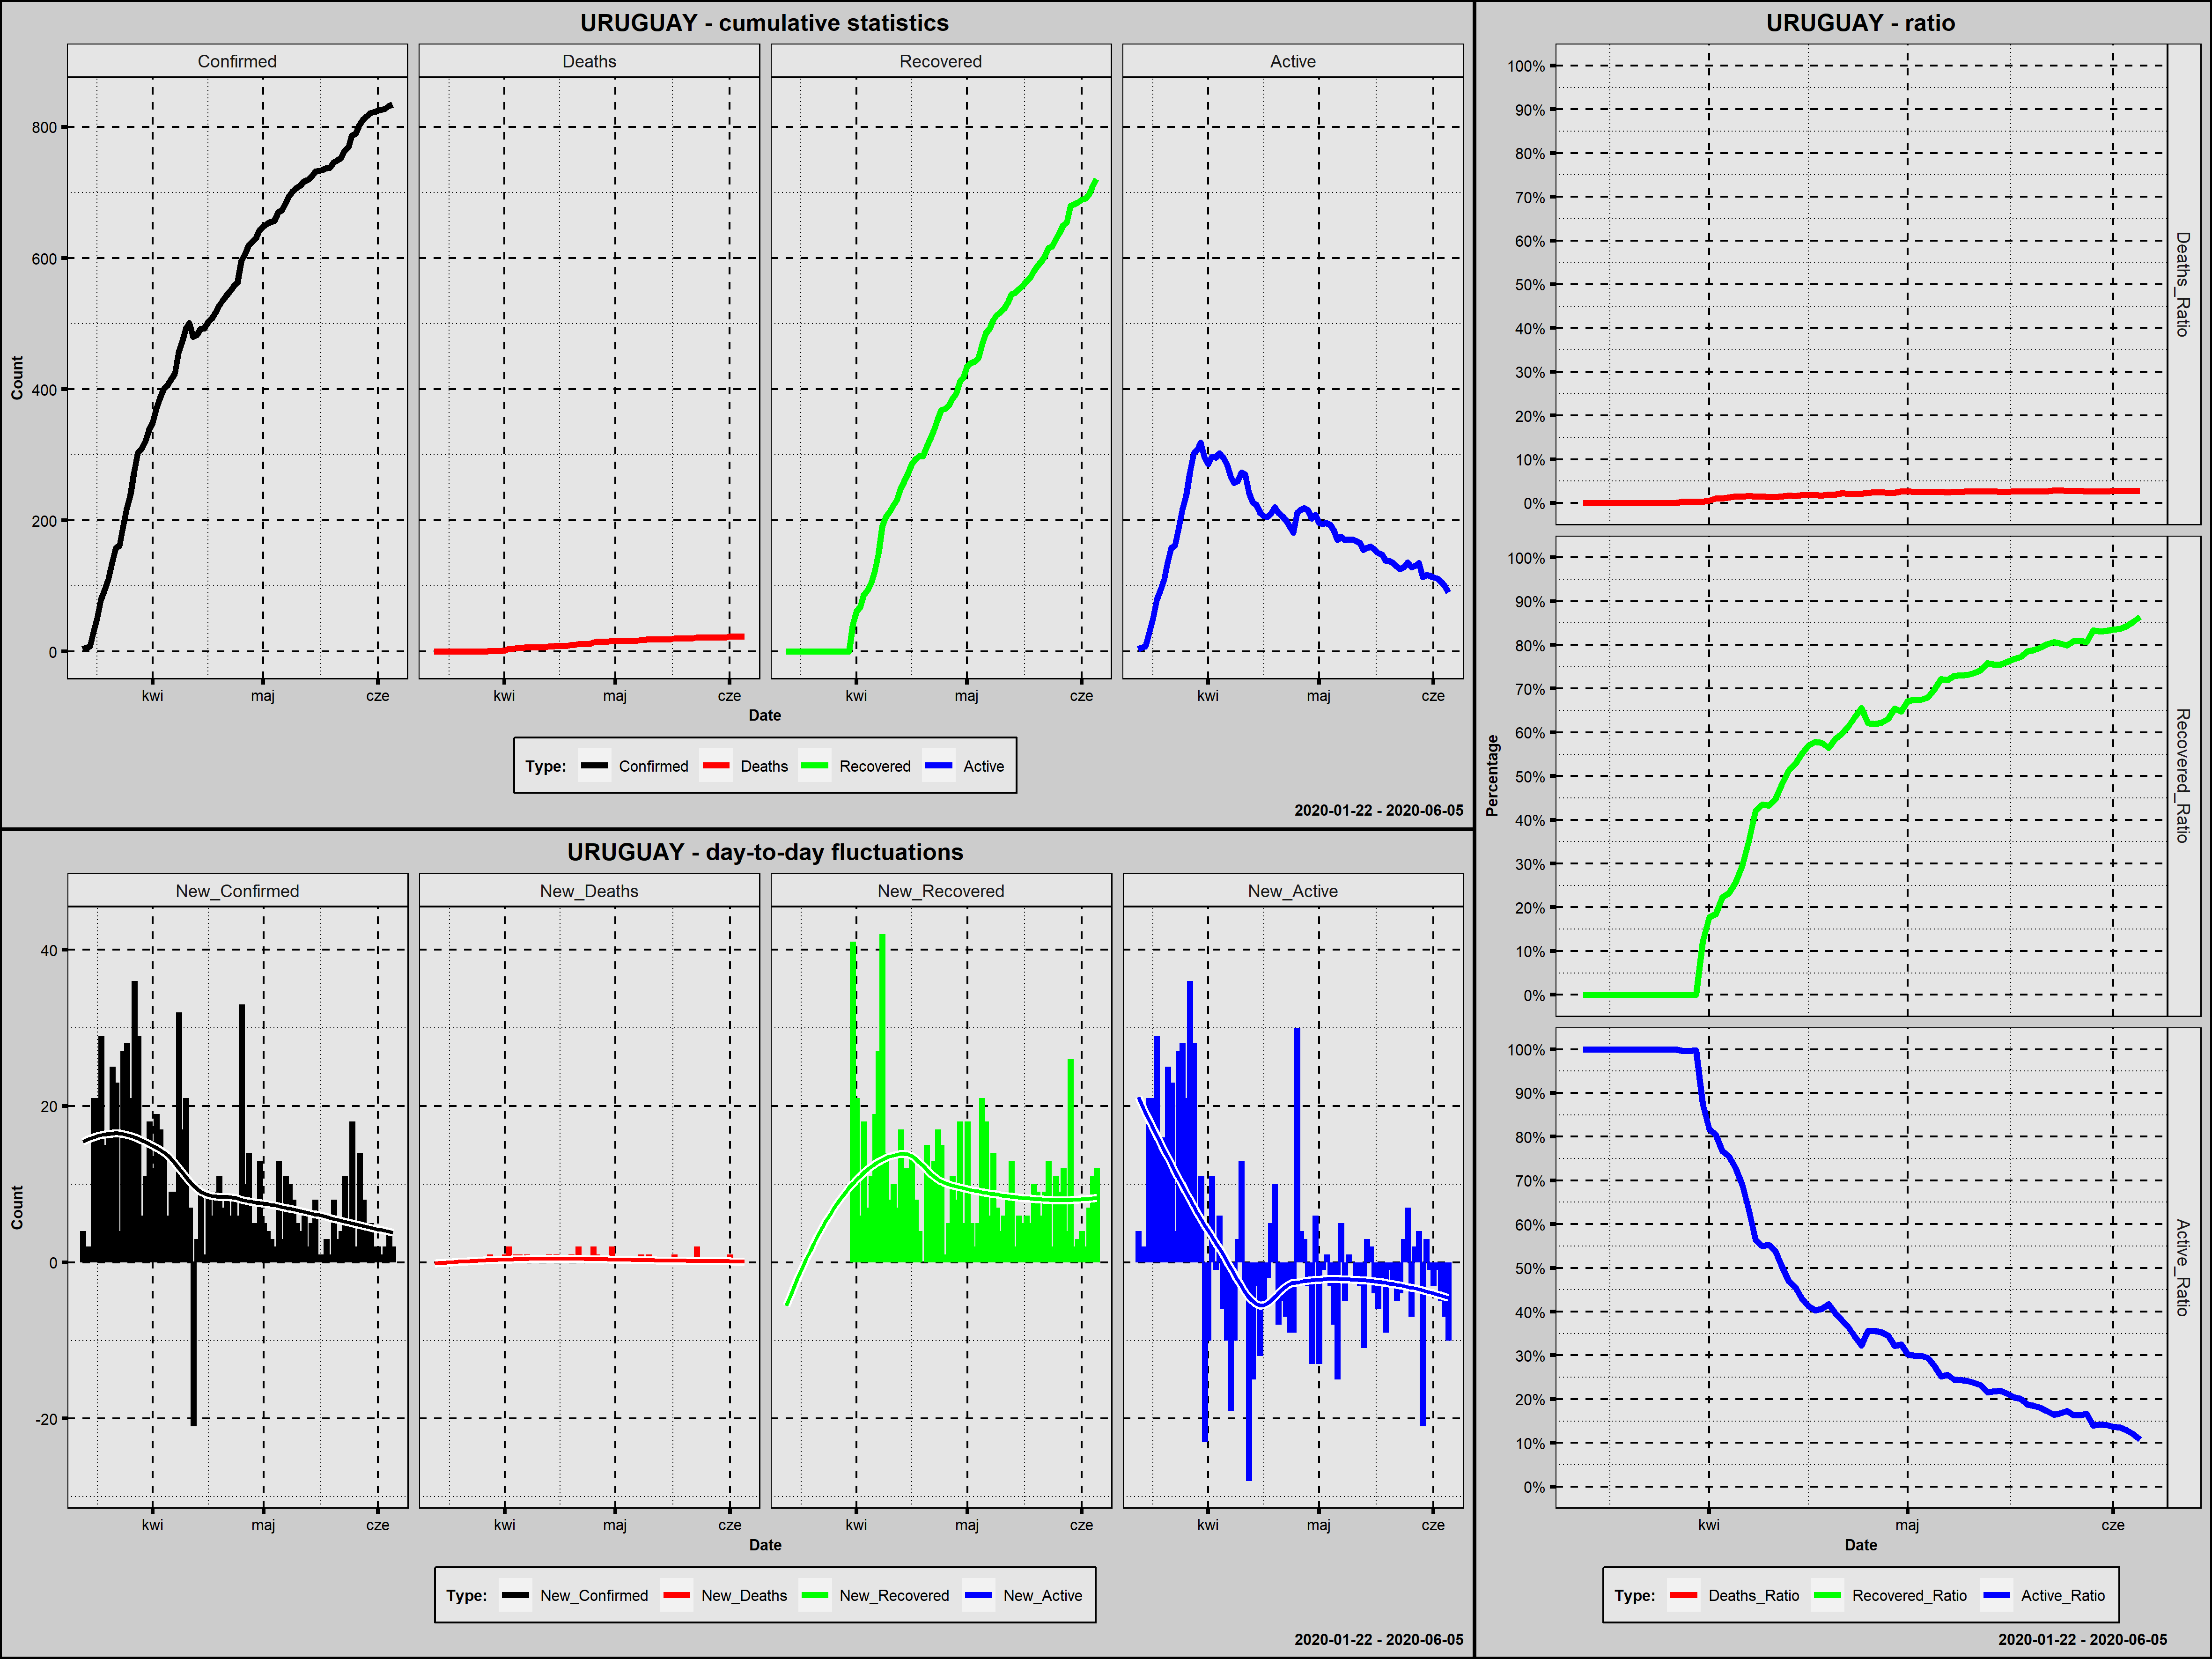 URUGUAY - cumulative statistics
Confirmed Deaths Recovered Active
800
600
400
200
0
Count
kwi maj cze kwi maj cze kwi maj cze kwi maj cze
Date
Type: Confirmed Deaths Recovered Active
2020-01-22 - 2020-06-05
URUGUAY - day-to-day fluctuations
New_Confirmed New_Deaths New_Recovered New_Active
40
20
0
-20
Count
kwi maj cze kwi maj cze kwi maj cze kwi maj cze
Date
Type: New_Confirmed New_Deaths New_Recovered New_Active
2020-01-22 - 2020-06-05
URUGUAY - ratio
100%
90%
80%
70%
60%
50%
40%
30%
20%
10%
0%
Deaths_Ratio
100%
90%
80%
70%
60%
50%
40%
30%
20%
10%
0%
Recovered_Ratio
Percentage
100%
90%
80%
70%
60%
50%
40%
30%
20%
10%
0%
Active_Ratio
kwi maj cze
Date
Type: Deaths_Ratio Recovered_Ratio Active_Ratio
2020-01-22 - 2020-06-05